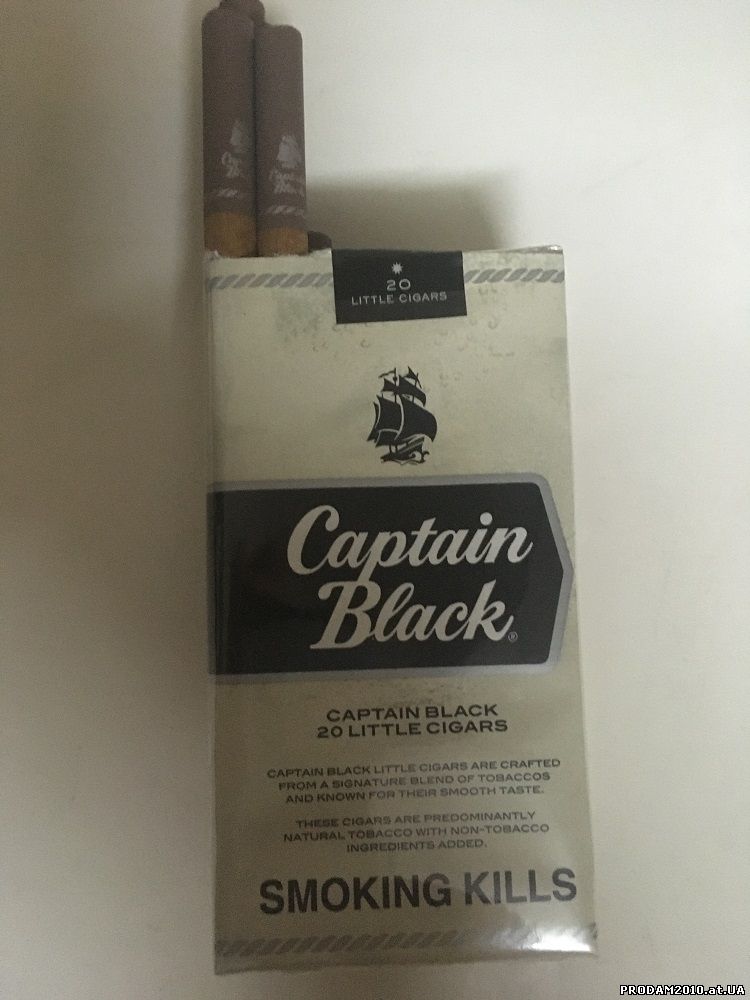 Captain
Black
20
LITTLE CIGARS
Captain
Black®
CAPTAIN BLACK
20 LITTLE CIGARS
CAPTAIN BLACK LITTLE CIGARS ARE CRAFTED
FROM A SIGNATURE BLEND OF TOBACCOS
AND KNOWN FOR THEIR SMOOTH TASTE.
THESE CIGARS ARE PREDOMINANTLY
NATURAL TOBACCO WITH NON-TOBACCO
INGREDIENTS ADDED.
SMOKING KILLS
PRODAM2010.at.UA